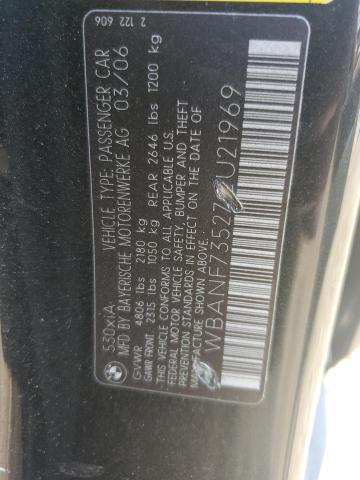 2 122 606
530xiA VEHICLE TYPE: PASSENGER CAR
MFD BY BAYERISCHE MOTORENWERKE AG 03/06
GVWR 4806 lbs 2180 kg
GAWR FRONT 2315 lbs 1050 kg REAR 2646 lbs 1200 kg
THIS VEHICLE CONFORMS TO ALL APPLICABLE U.S.
FEDERAL MOTOR VEHICLE SAFETY, BUMPER AND THEFT
PREVENTION STANDARDS IN EFFECT ON THE DATE OF
MANUFACTURE SHOWN ABOVE.
WBANF7352 U21969